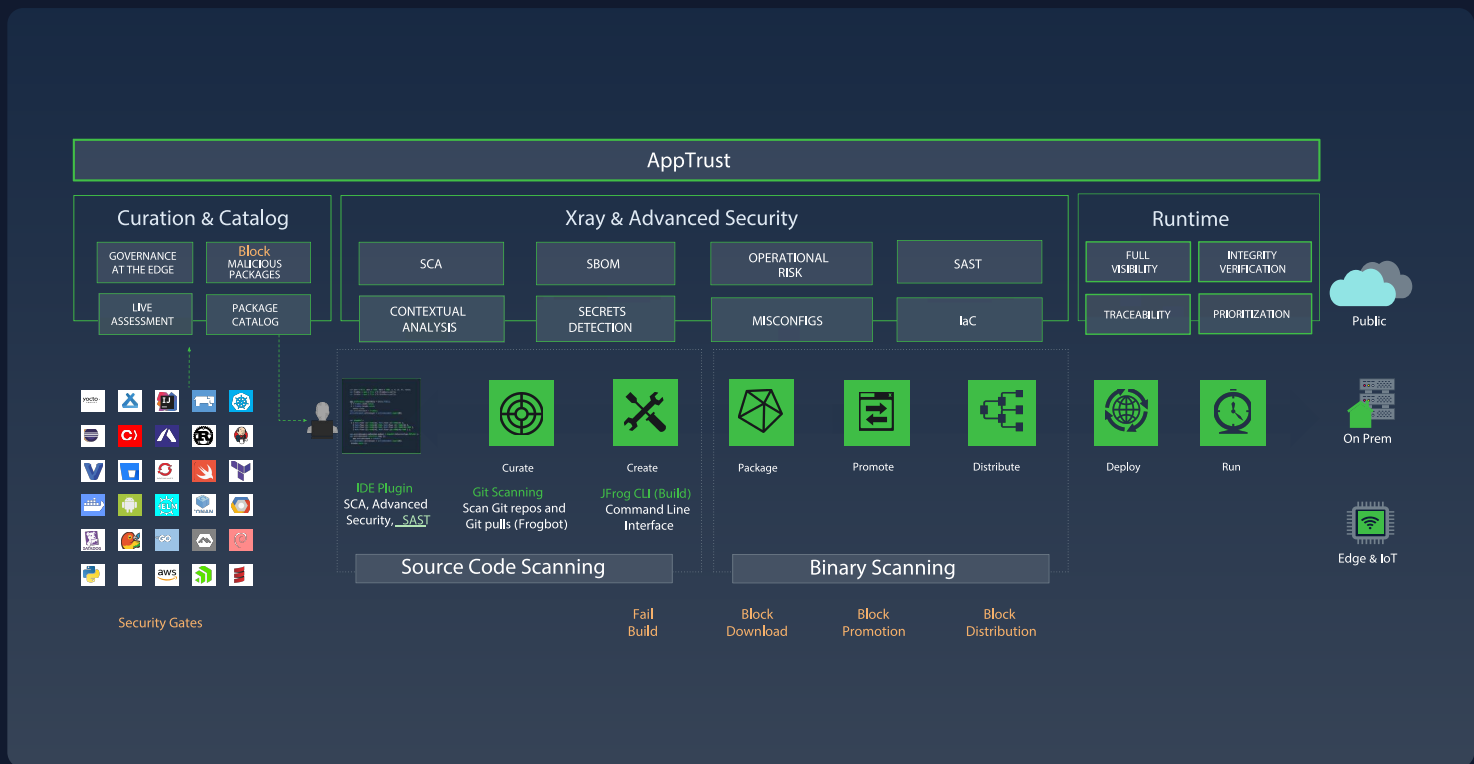 AppTrust
Curation & Catalog
GOVERNANCE
AT THE EDGE
Block
MALICIOUS
PACKAGES
LIVE
ASSESSMENT
PACKAGE
CATALOG
Xray & Advanced Security
SCA
SBOM
OPERATIONAL
RISK
SAST
CONTEXTUAL
ANALYSIS
SECRETS
DETECTION
MISCONFIGS
IaC
Runtime
FULL
VISIBILITY
INTEGRITY
VERIFICATION
TRACEABILITY
PRIORITIZATION
Public
On Prem
Edge & IoT
yocto
IJ
GO
aws
Security Gates
IDE Plugin
SCA, Advanced
Security, SAST
Curate
Git Scanning
Scan Git repos and
Git pulls (Frogbot)
Create
JFrog CLI (Build)
Command Line
Interface
Package
Promote
Distribute
Deploy
Run
Source Code Scanning
Binary Scanning
Fail
Build
Block
Download
Block
Promotion
Block
Distribution